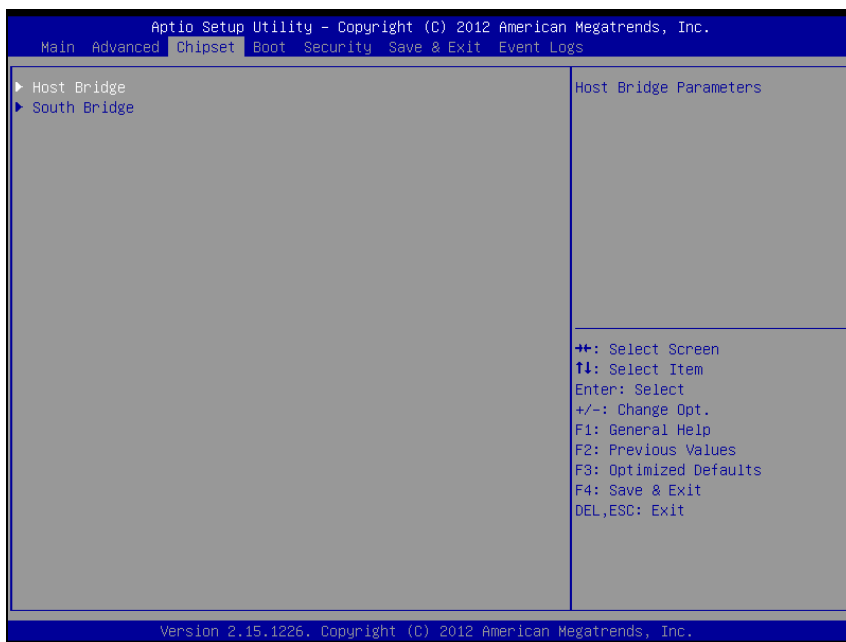 Aptio Setup Utility – Copyright (C) 2012 American Megatrends, Inc.
Main Advanced Chipset Boot Security Save & Exit Event Logs
▶ Host Bridge
▶ South Bridge
Host Bridge Parameters
→←: Select Screen
↑↓: Select Item
Enter: Select
+/-: Change Opt.
F1: General Help
F2: Previous Values
F3: Optimized Defaults
F4: Save & Exit
DEL,ESC: Exit
Version 2.15.1226. Copyright (C) 2012 American Megatrends, Inc.